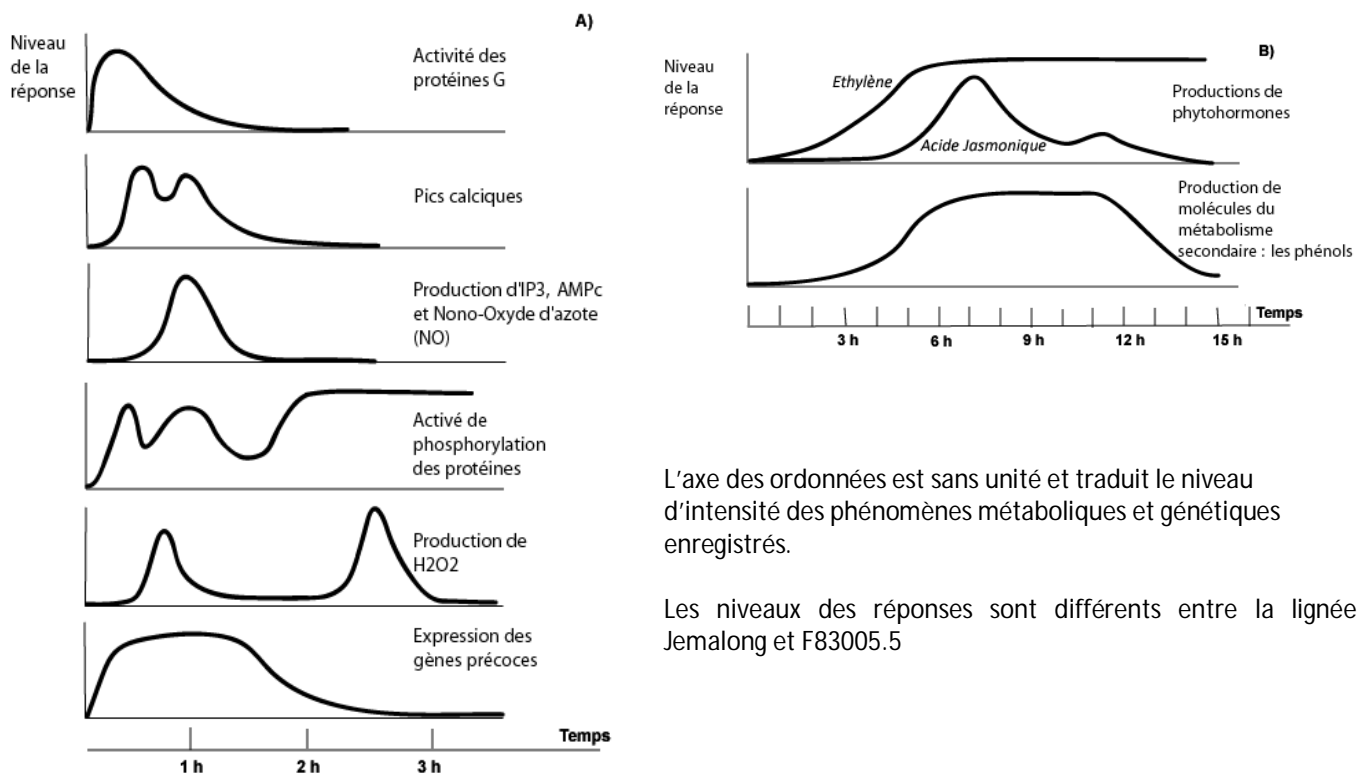 A)
Niveau
de la
réponse
Activité des
protéines G
Pics calciques
Production d'IP3, AMPc
et Nono-Oxyde d'azote
(NO)
Activé de
phosphorylation
des protéines
Production de
H2O2
Expression des
gènes précoces
Temps
1 h
2 h
3 h
B)
Niveau
de la
réponse
Ethylène
Acide Jasmonique
Productions de
phytohormones
Production de
molécules du
métabolisme
secondaire : les phénols
Temps
3 h
6 h
9 h
12 h
15 h
L'axe des ordonnées est sans unité et traduit le niveau
d'intensité des phénomènes métaboliques et génétiques
enregistrés.
Les niveaux des réponses sont différents entre la lignée
Jemalong et F83005.5